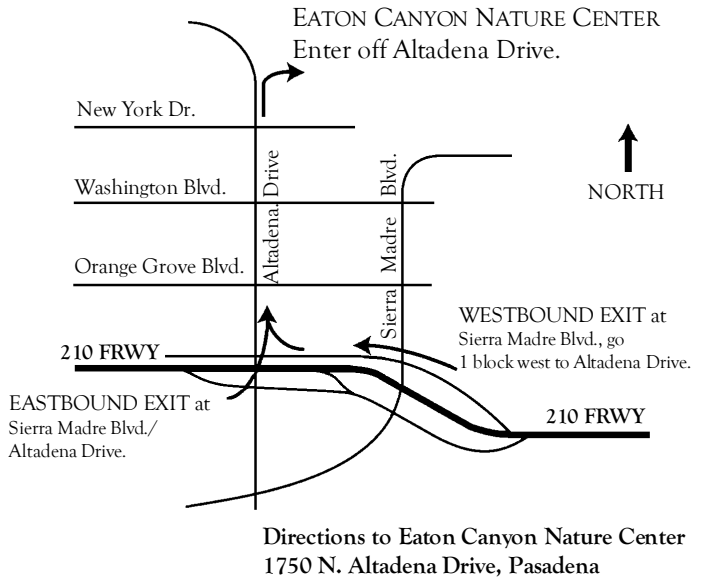 EATON CANYON NATURE CENTER
Enter off Altadena Drive.
New York Dr.
Washington Blvd.
Altadena. Drive
Sierra Madre Blvd.
NORTH
Orange Grove Blvd.
WESTBOUND EXIT at
Sierra Madre Blvd., go
1 block west to Altadena Drive.
210 FRWY
EASTBOUND EXIT at
Sierra Madre Blvd./
Altadena Drive.
210 FRWY
Directions to Eaton Canyon Nature Center
1750 N. Altadena Drive, Pasadena